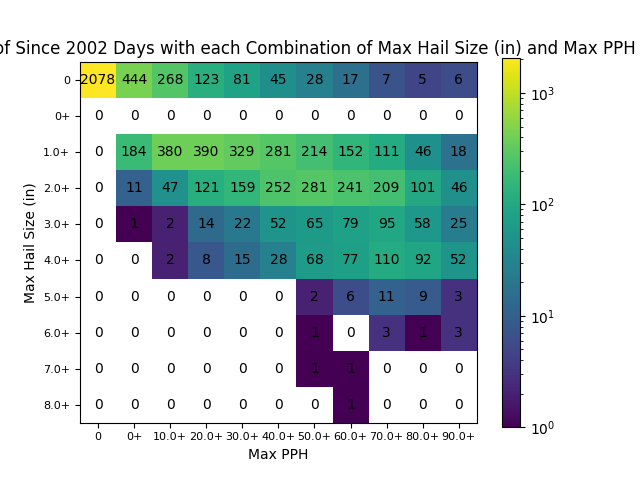 of Since 2002 Days with each Combination of Max Hail Size (in) and Max PPH
0 2078 444 268 123 81 45 28 17 7 5 6
0+ 0 0 0 0 0 0 0 0 0 0 0
1.0+ 0 184 380 390 329 281 214 152 111 46 18
2.0+ 0 11 47 121 159 252 281 241 209 101 46
3.0+ 0 1 2 14 22 52 65 79 95 58 25
4.0+ 0 0 2 8 15 28 68 77 110 92 52
5.0+ 0 0 0 0 0 0 2 6 11 9 3
6.0+ 0 0 0 0 0 0 1 0 3 1 3
7.0+ 0 0 0 0 0 0 1 1 0 0 0
8.0+ 0 0 0 0 0 0 0 1 0 0 0
0 0+ 10.0+ 20.0+ 30.0+ 40.0+ 50.0+ 60.0+ 70.0+ 80.0+ 90.0+
Max PPH
Max Hail Size (in)
10³
10²
10¹
10⁰